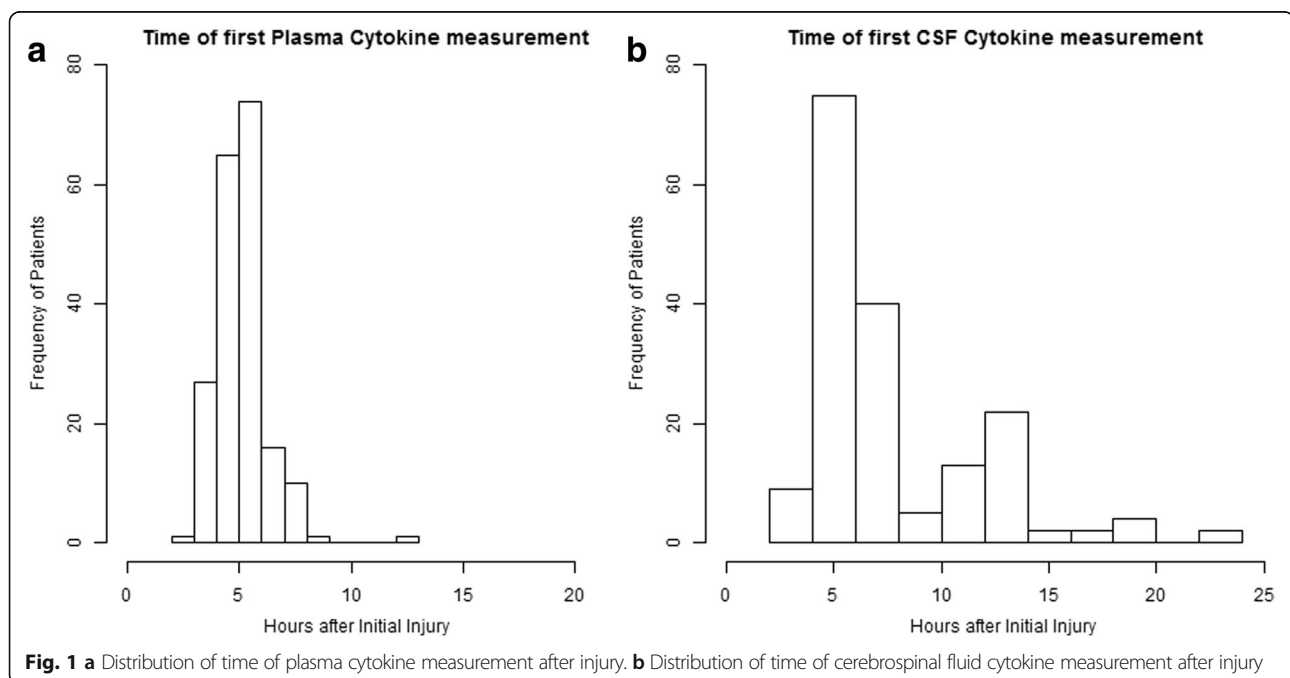 a
Time of first Plasma Cytokine measurement
80
60
40
20
0
Frequency of Patients
0 5 10 15 20
Hours after Initial Injury
b
Time of first CSF Cytokine measurement
80
60
40
20
0
Frequency of Patients
0 5 10 15 20 25
Hours after Initial Injury
Fig. 1 a Distribution of time of plasma cytokine measurement after injury. b Distribution of time of cerebrospinal fluid cytokine measurement after injury